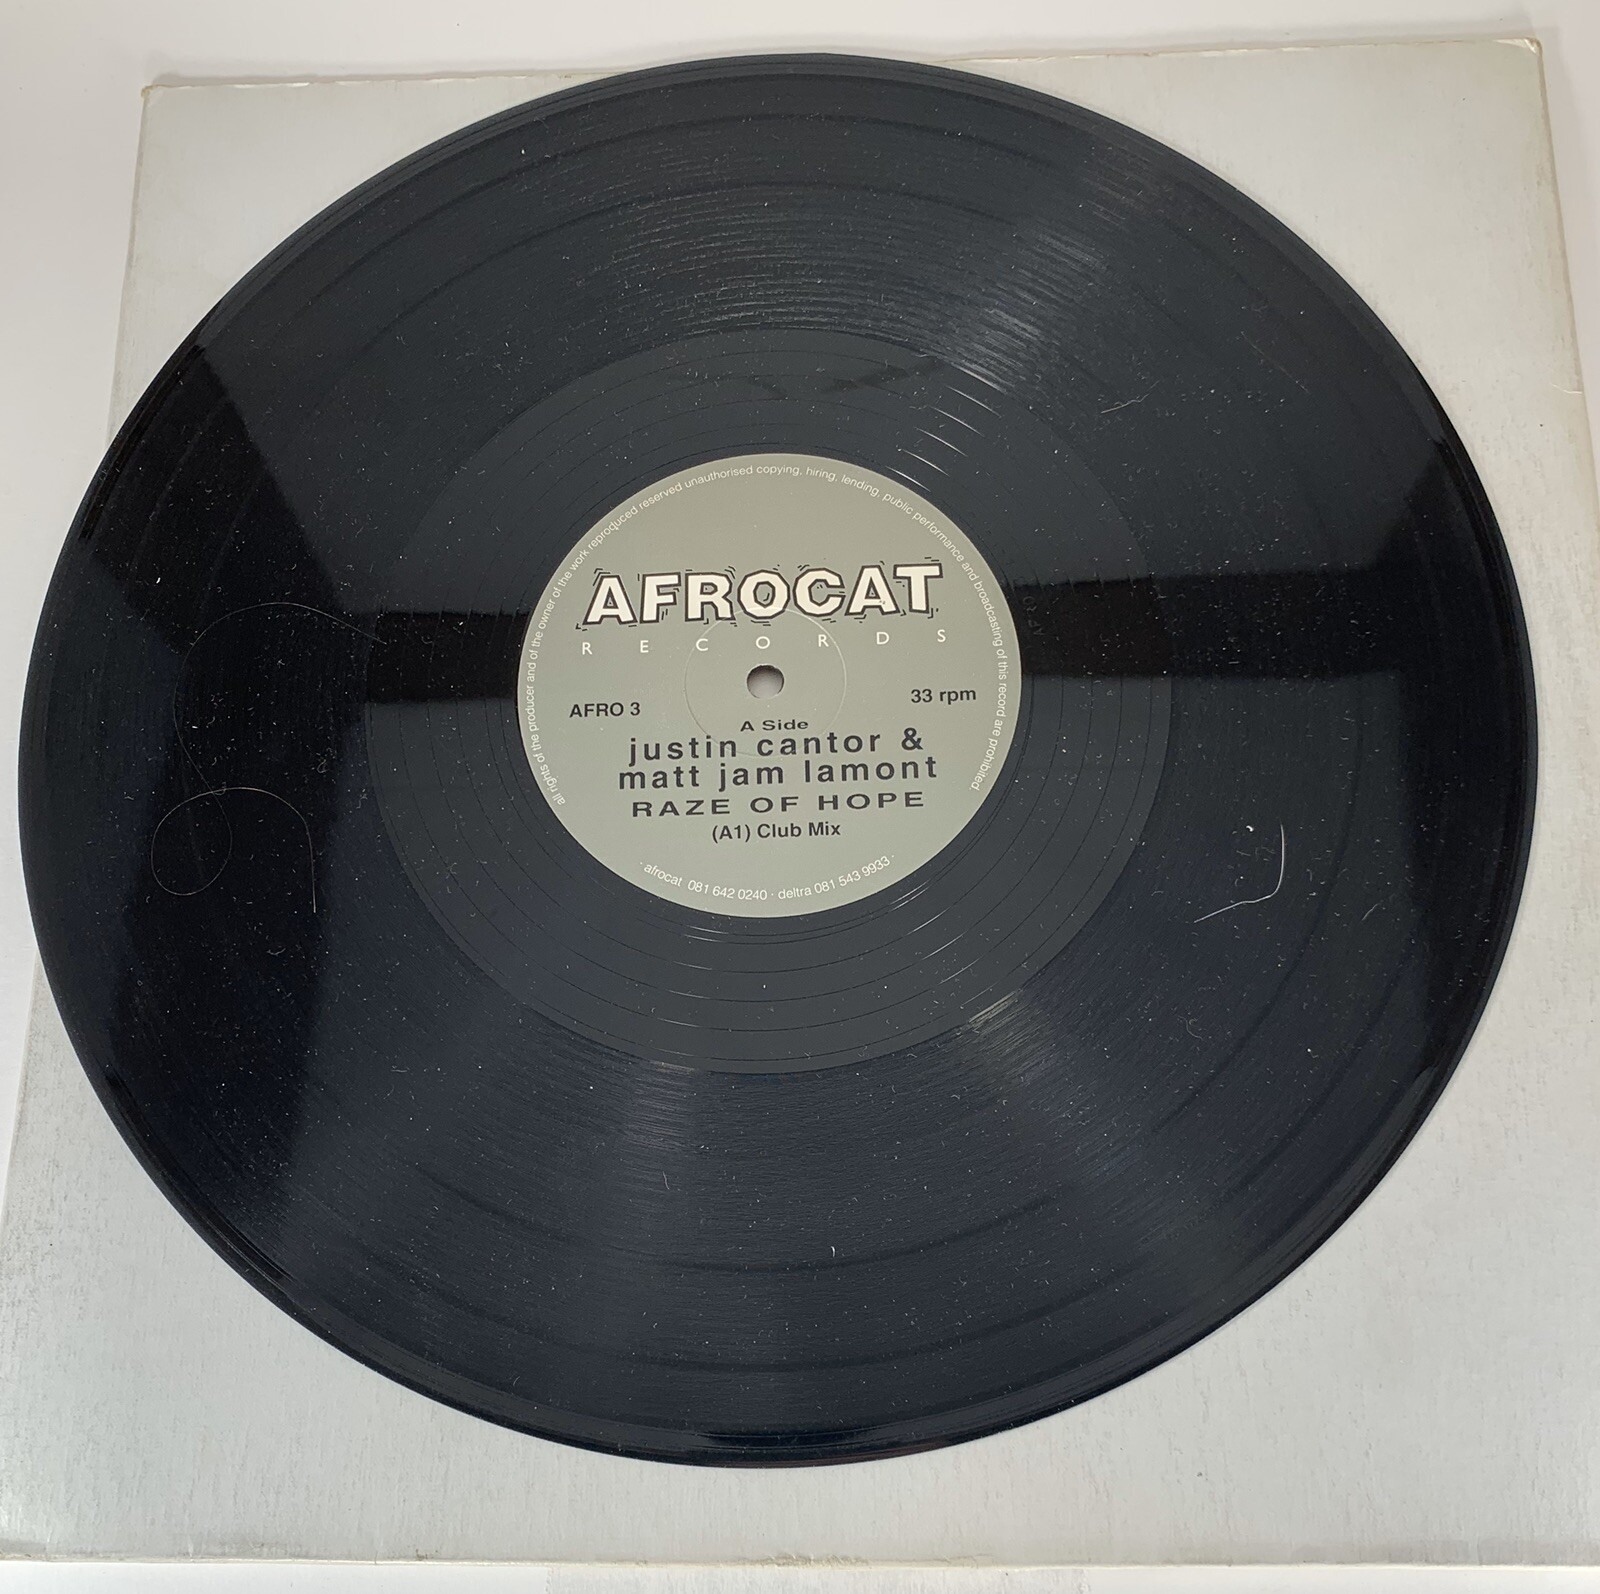 all rights of the producer and of the owner of the work reproduced reserved unauthorised copying, hiring, lending, public performance and broadcasting of this record are prohibited.
AFROCAT
RECORDS
AFRO 3
33 rpm
A Side
justin cantor &
matt jam lamont
RAZE OF HOPE
(A1) Club Mix
· afrocat 081 642 0240 · deltra 081 543 9933 ·